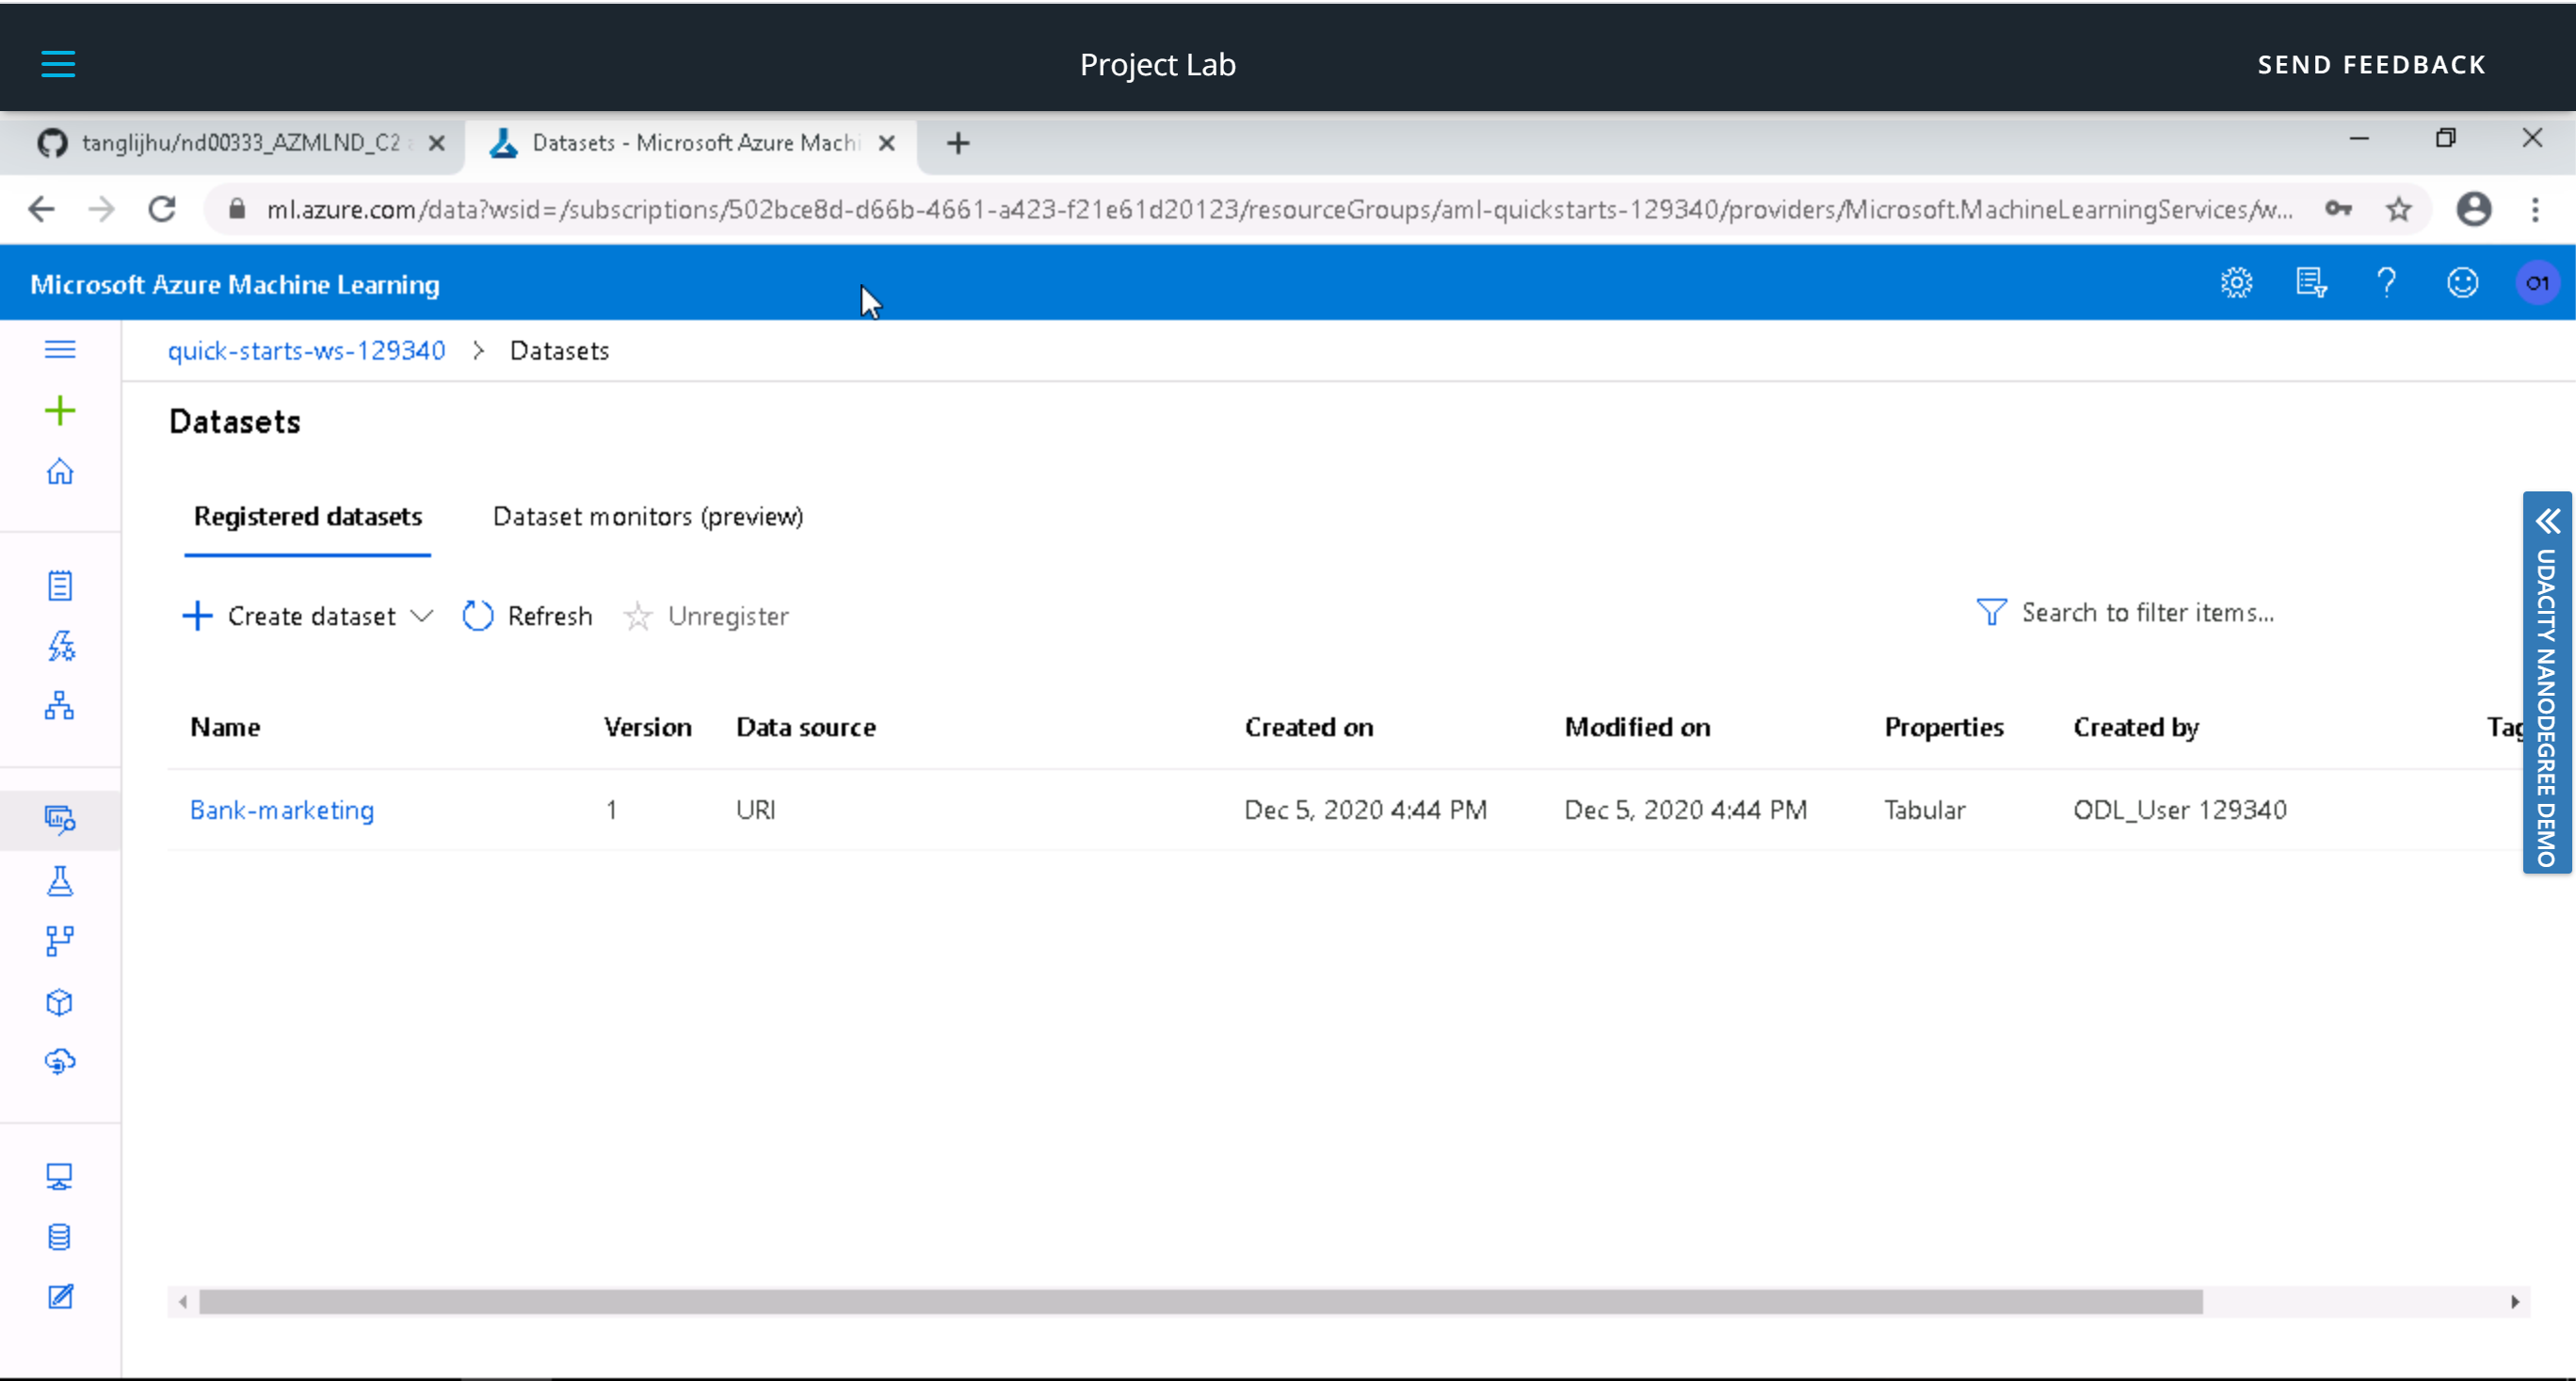 Project Lab
SEND FEEDBACK
tanglijhu/nd00333_AZMLND_C2
Datasets - Microsoft Azure Machi
ml.azure.com/data?wsid=/subscriptions/502bce8d-d66b-4661-a423-f21e61d20123/resourceGroups/aml-quickstarts-129340/providers/Microsoft.MachineLearningServices/w...
Microsoft Azure Machine Learning
O1
quick-starts-ws-129340 > Datasets
Datasets
Registered datasets
Dataset monitors (preview)
Create dataset
Refresh
Unregister
Search to filter items...
Name Version Data source Created on Modified on Properties Created by Tag
Bank-marketing 1 URI Dec 5, 2020 4:44 PM Dec 5, 2020 4:44 PM Tabular ODL_User 129340
UDACITY NANODEGREE DEMO